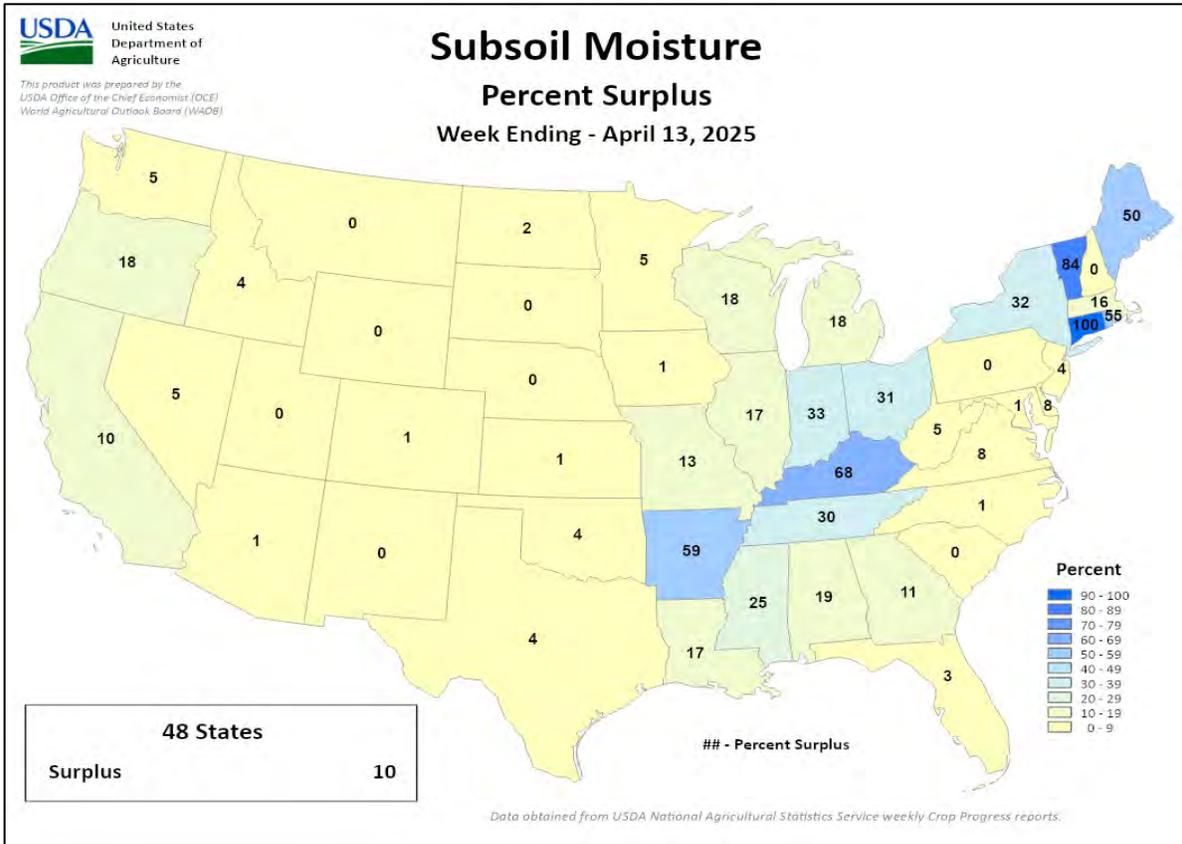 USDA
United States
Department of
Agriculture
This product was prepared by the
USDA Office of the Chief Economist (OCE)
World Agricultural Outlook Board (WAOB)
Subsoil Moisture
Percent Surplus
Week Ending - April 13, 2025
5
0
2
5
50
18
4
0
18
18
32
84
0
16
100
55
0
0
1
0
4
5
0
1
1
17
33
31
1
8
5
8
10
13
68
1
1
0
4
59
30
0
25
19
11
4
17
3
Percent
90 - 100
80 - 89
70 - 79
60 - 69
50 - 59
40 - 49
30 - 39
20 - 29
10 - 19
0 - 9
48 States
Surplus 10
## - Percent Surplus
Data obtained from USDA National Agricultural Statistics Service weekly Crop Progress reports.